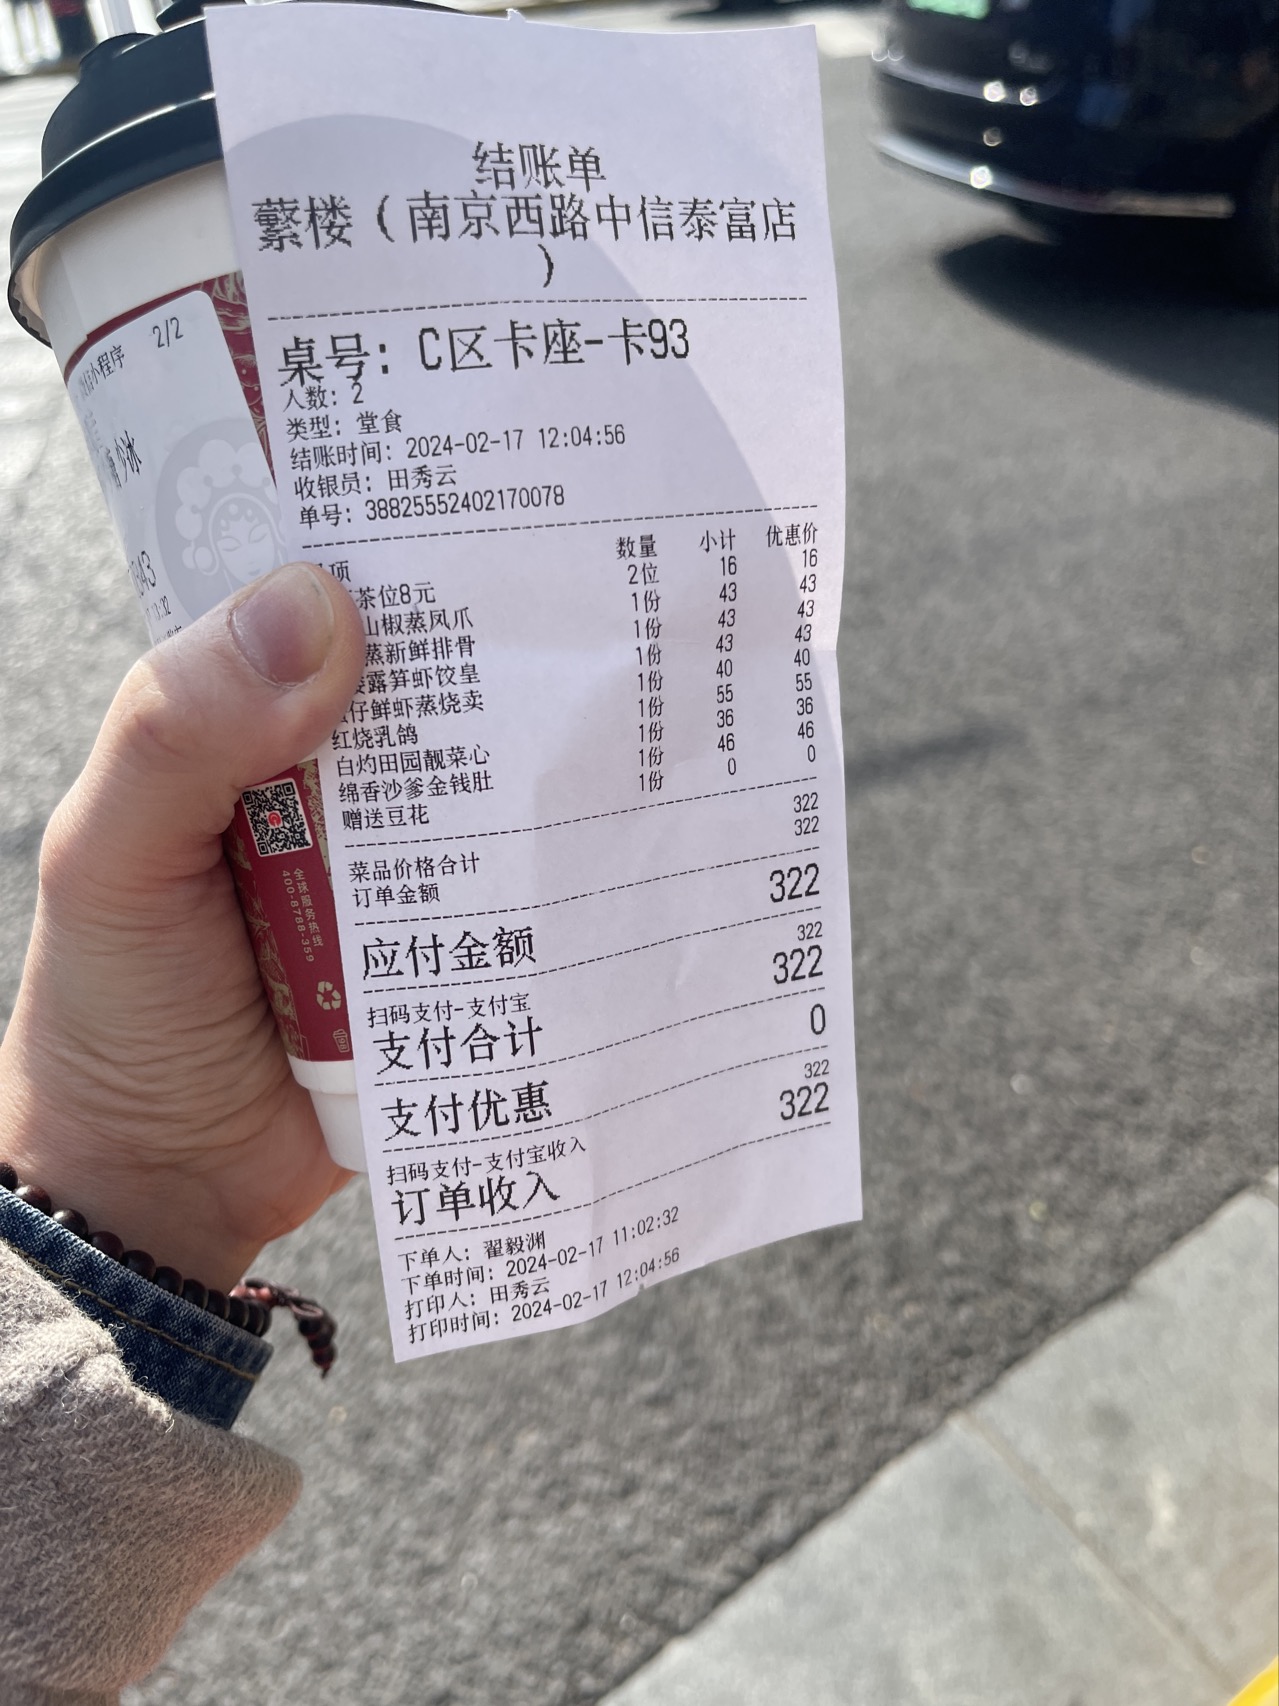 结账单
蘩楼（南京西路中信泰富店
）
桌号：C区卡座-卡93
人数：2
类型：堂食
结账时间：2024-02-17 12:04:56
收银员：田秀云
单号：38825552402170078
项 数量 小计 优惠价
茶位8元 2位 16 16
山椒蒸凤爪 1份 43 43
蒸新鲜排骨 1份 43 43
露笋虾饺皇 1份 43 43
仔鲜虾蒸烧卖 1份 40 40
红烧乳鸽 1份 55 55
白灼田园靓菜心 1份 36 36
绵香沙爹金钱肚 1份 46 46
赠送豆花 1份 0 0
菜品价格合计 322
订单金额 322
应付金额 322
扫码支付-支付宝 322
支付合计 322
支付优惠 0
扫码支付-支付宝收入 322
订单收入 322
下单人：翟毅渊
下单时间：2024-02-17 11:02:32
打印人：田秀云
打印时间：2024-02-17 12:04:56
小程序 2/2
少冰
全球服务热线
400-8788-359